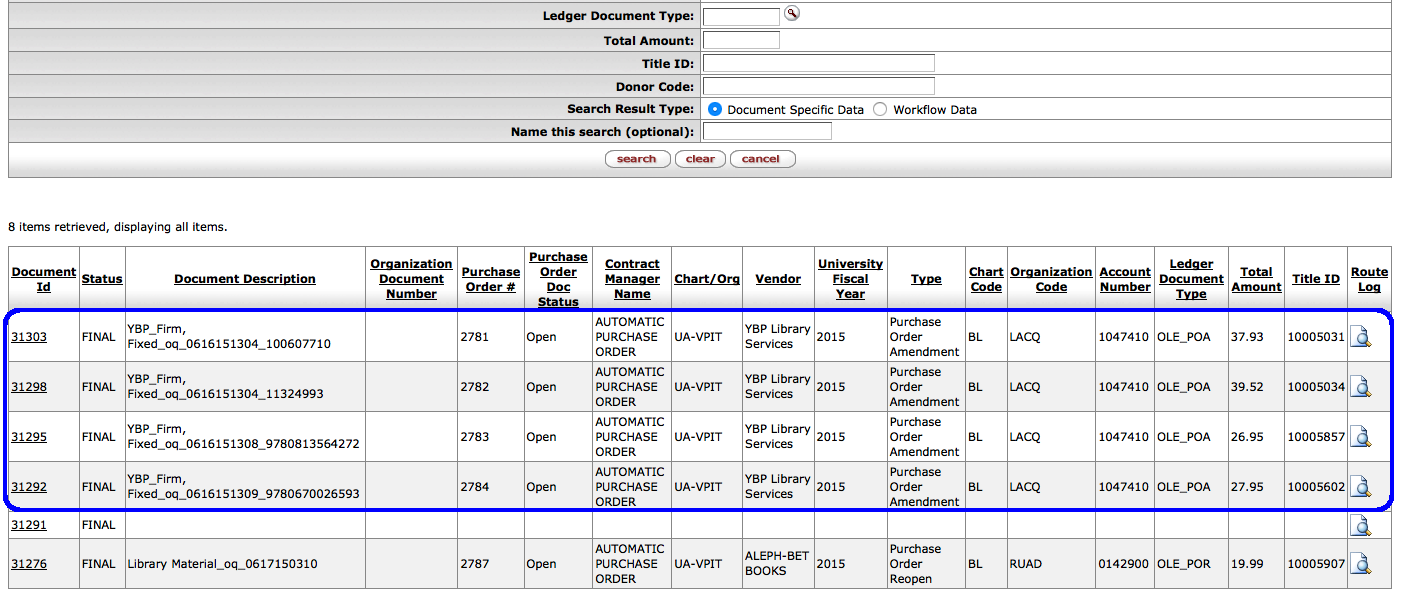 Ledger Document Type:
Total Amount:
Title ID:
Donor Code:
Search Result Type: Document Specific Data Workflow Data
Name this search (optional):
search clear cancel
8 items retrieved, displaying all items.
Document Id Status Document Description Organization Document Number Purchase Order # Purchase Order Doc Status Contract Manager Name Chart/Org Vendor University Fiscal Year Type Chart Code Organization Code Account Number Ledger Document Type Total Amount Title ID Route Log
31303 FINAL YBP_Firm, Fixed_oq_0616151304_100607710 2781 Open AUTOMATIC PURCHASE ORDER UA-VPIT YBP Library Services 2015 Purchase Order Amendment BL LACQ 1047410 OLE_POA 37.93 10005031
31298 FINAL YBP_Firm, Fixed_oq_0616151304_11324993 2782 Open AUTOMATIC PURCHASE ORDER UA-VPIT YBP Library Services 2015 Purchase Order Amendment BL LACQ 1047410 OLE_POA 39.52 10005034
31295 FINAL YBP_Firm, Fixed_oq_0616151308_9780813564272 2783 Open AUTOMATIC PURCHASE ORDER UA-VPIT YBP Library Services 2015 Purchase Order Amendment BL LACQ 1047410 OLE_POA 26.95 10005857
31292 FINAL YBP_Firm, Fixed_oq_0616151309_9780670026593 2784 Open AUTOMATIC PURCHASE ORDER UA-VPIT YBP Library Services 2015 Purchase Order Amendment BL LACQ 1047410 OLE_POA 27.95 10005602
31291 FINAL
31276 FINAL Library Material_oq_0617150310 2787 Open AUTOMATIC PURCHASE ORDER UA-VPIT ALEPH-BET BOOKS 2015 Purchase Order Reopen BL RUAD 0142900 OLE_POR 19.99 10005907